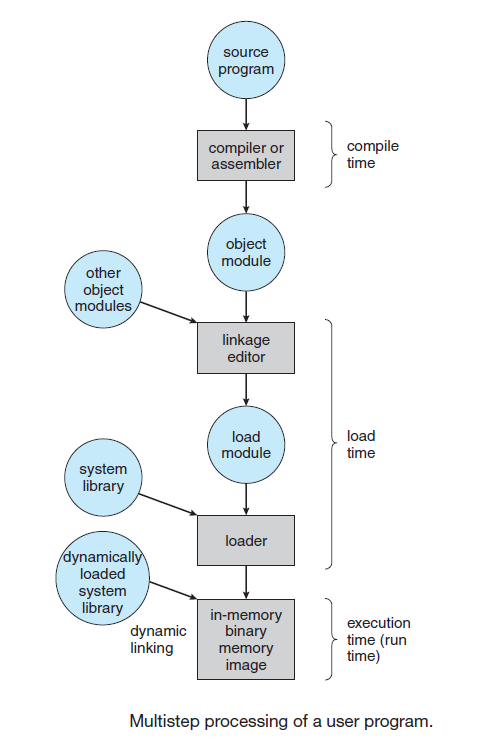 source
program
compiler or
assembler
compile
time
object
module
other
object
modules
linkage
editor
load
module
load
time
system
library
loader
dynamically
loaded
system
library
dynamic
linking
in-memory
binary
memory
image
execution
time (run
time)
Multistep processing of a user program.